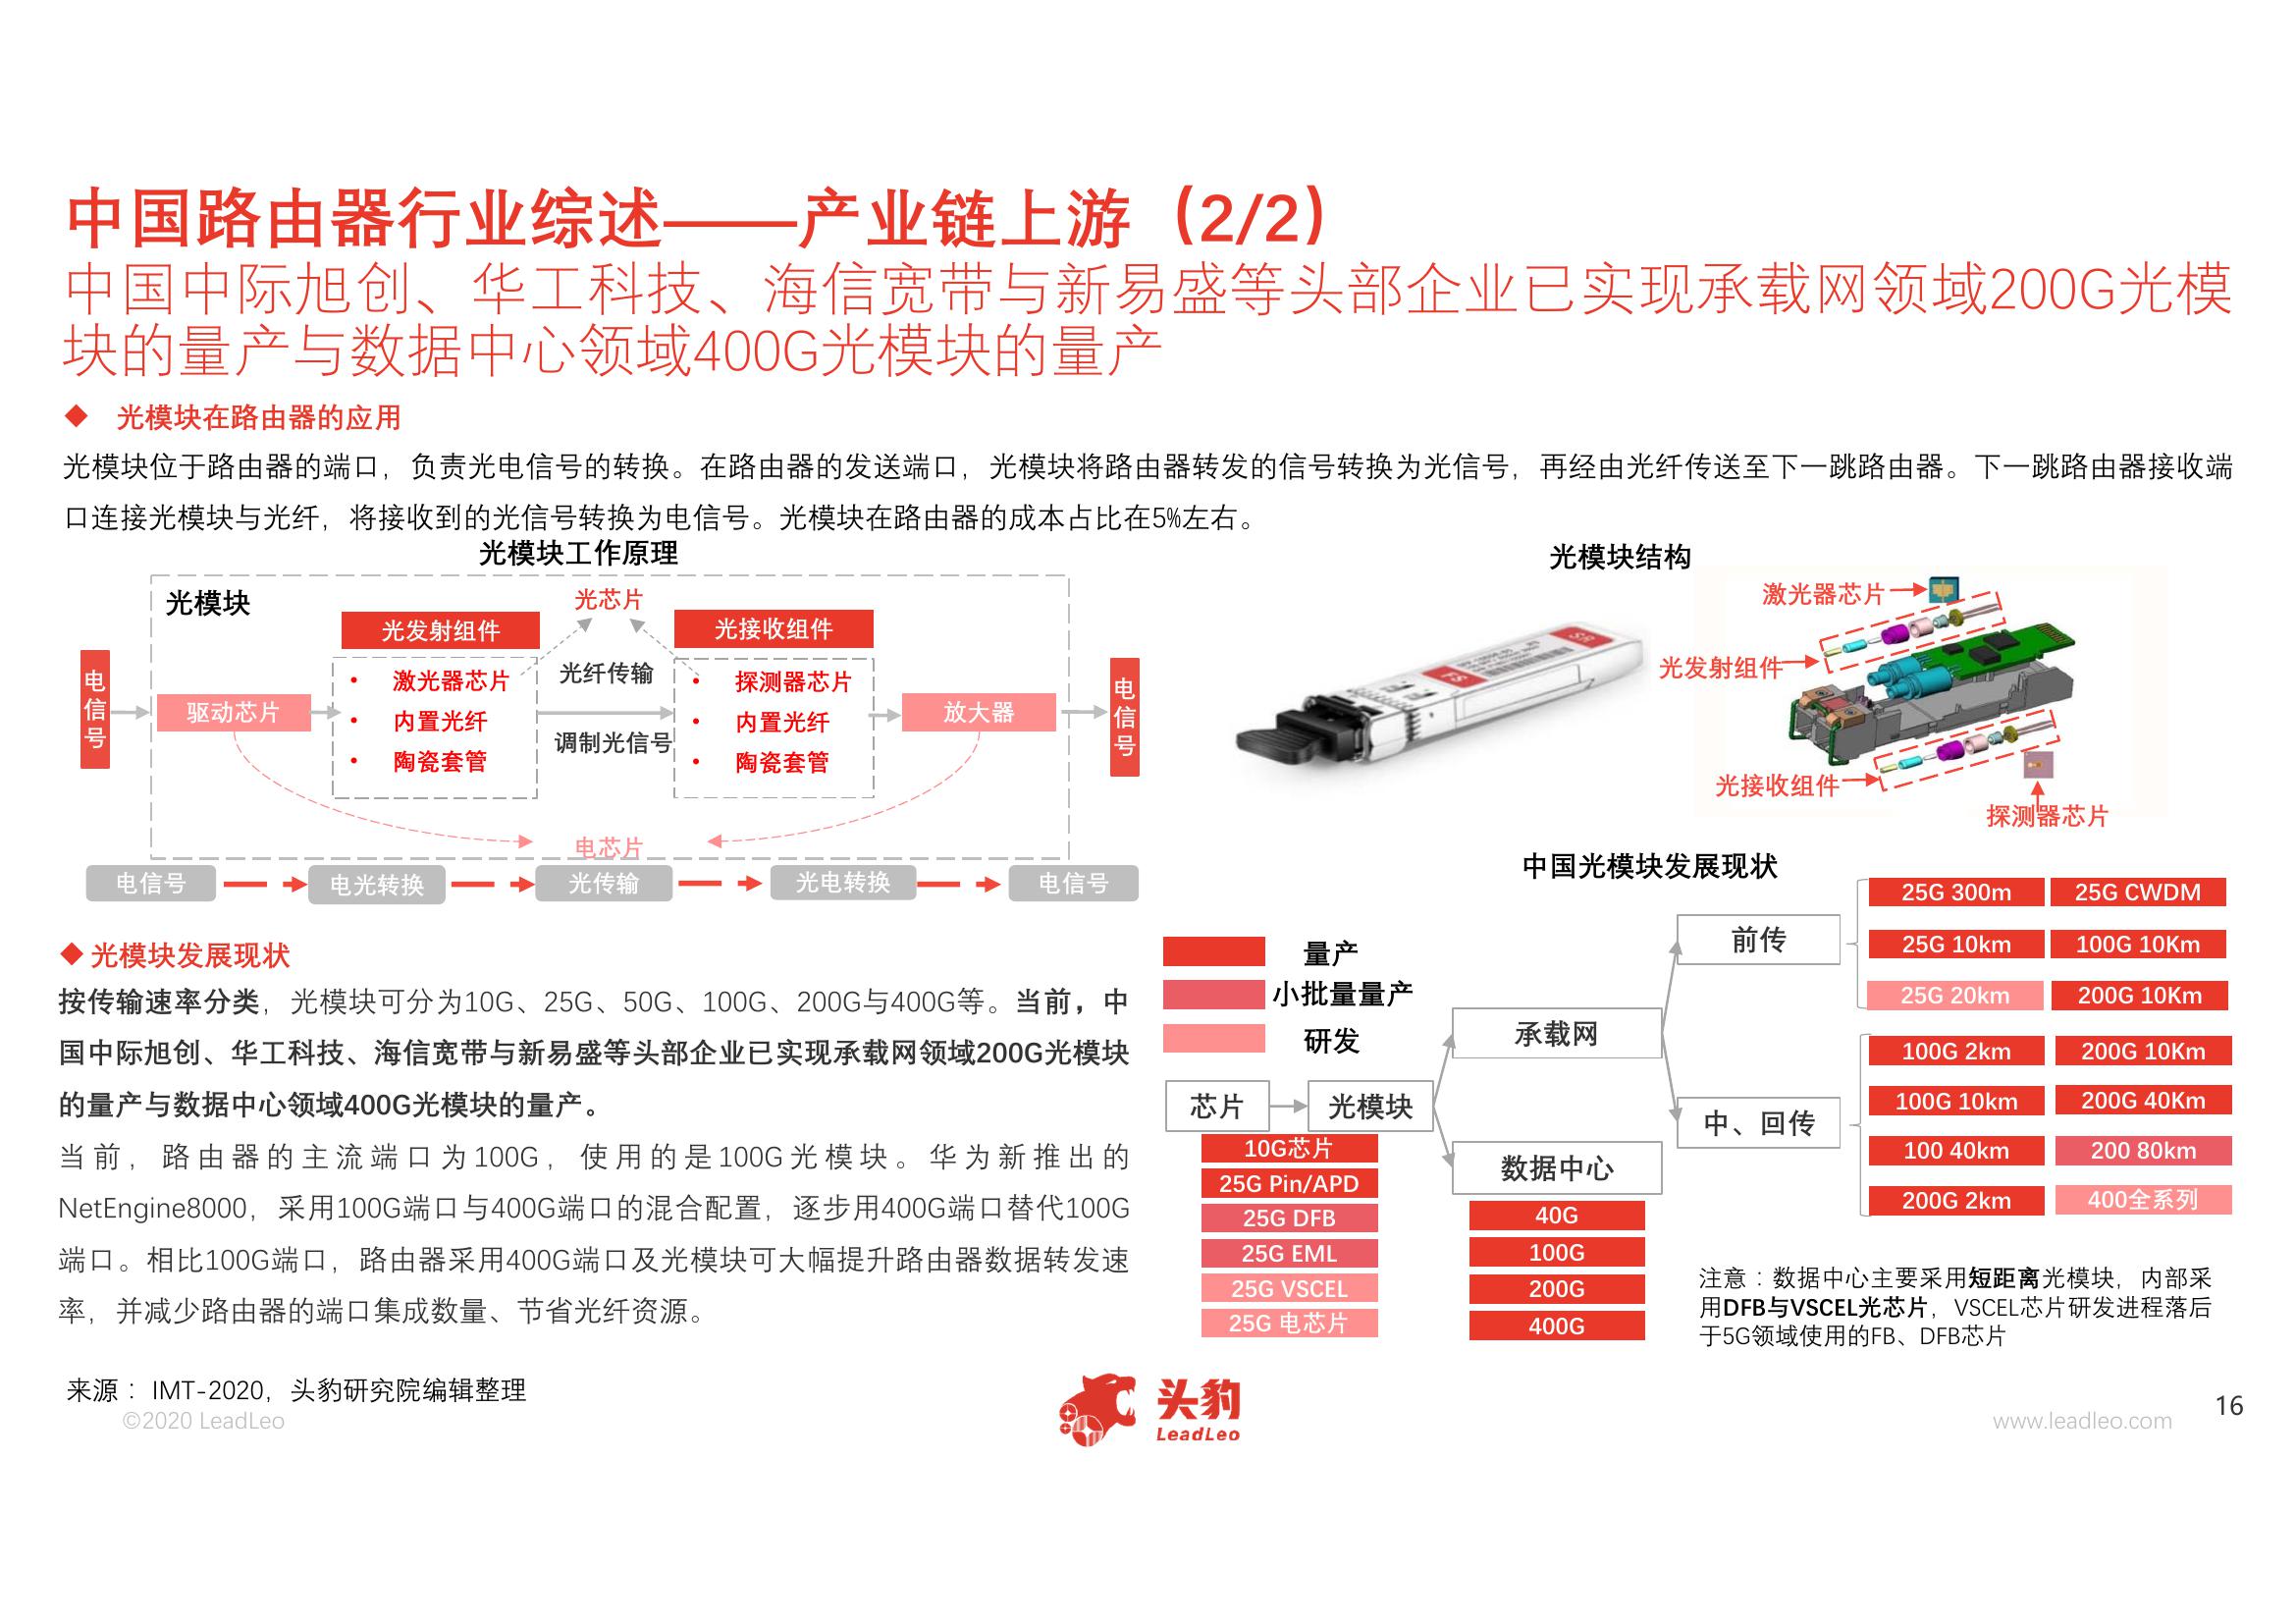 中国路由器行业综述——产业链上游（2/2）
中国中际旭创、华工科技、海信宽带与新易盛等头部企业已实现承载网领域200G光模
块的量产与数据中心领域400G光模块的量产
◆ 光模块在路由器的应用
光模块位于路由器的端口，负责光电信号的转换。在路由器的发送端口，光模块将路由器转发的信号转换为光信号，再经由光纤传送至下一跳路由器。下一跳路由器接收端
口连接光模块与光纤，将接收到的光信号转换为电信号。光模块在路由器的成本占比在5%左右。
光模块工作原理
光模块
光芯片
光发射组件
光接收组件
电信号
驱动芯片
• 激光器芯片
• 内置光纤
• 陶瓷套管
光纤传输
调制光信号
• 探测器芯片
• 内置光纤
• 陶瓷套管
放大器
电信号
电芯片
电信号
电光转换
光传输
光电转换
电信号
光模块结构
SR
FS
激光器芯片
光发射组件
光接收组件
探测器芯片
◆ 光模块发展现状
按传输速率分类，光模块可分为10G、25G、50G、100G、200G与400G等。当前，中
国中际旭创、华工科技、海信宽带与新易盛等头部企业已实现承载网领域200G光模块
的量产与数据中心领域400G光模块的量产。
当前，路由器的主流端口为100G，使用的是100G光模块。华为新推出的
NetEngine8000，采用100G端口与400G端口的混合配置，逐步用400G端口替代100G
端口。相比100G端口，路由器采用400G端口及光模块可大幅提升路由器数据转发速
率，并减少路由器的端口集成数量、节省光纤资源。
中国光模块发展现状
量产
小批量量产
研发
芯片
光模块
承载网
数据中心
前传
中、回传
10G芯片
25G Pin/APD
25G DFB
25G EML
25G VSCEL
25G 电芯片
40G
100G
200G
400G
25G 300m
25G CWDM
25G 10km
100G 10Km
25G 20km
200G 10Km
100G 2km
200G 10Km
100G 10km
200G 40Km
100 40km
200 80km
200G 2km
400全系列
注意：数据中心主要采用短距离光模块，内部采
用DFB与VSCEL光芯片，VSCEL芯片研发进程落后
于5G领域使用的FB、DFB芯片
来源：IMT-2020，头豹研究院编辑整理
©2020 LeadLeo
头豹
LeadLeo
www.leadleo.com
16